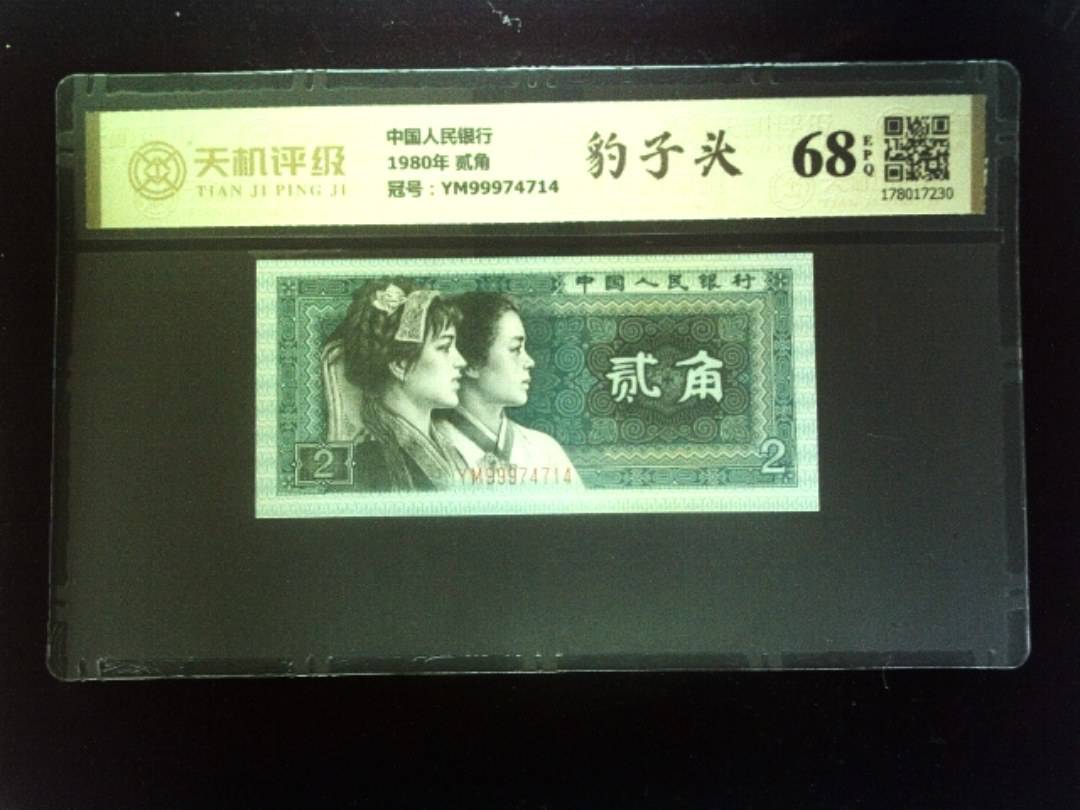 天机评级
TIAN JI PING JI
中国人民银行
1980年 贰角
冠号：YM99974714
豹子头
68
EPQ
178017230
中国人民银行
贰角
2
2
YM99974714